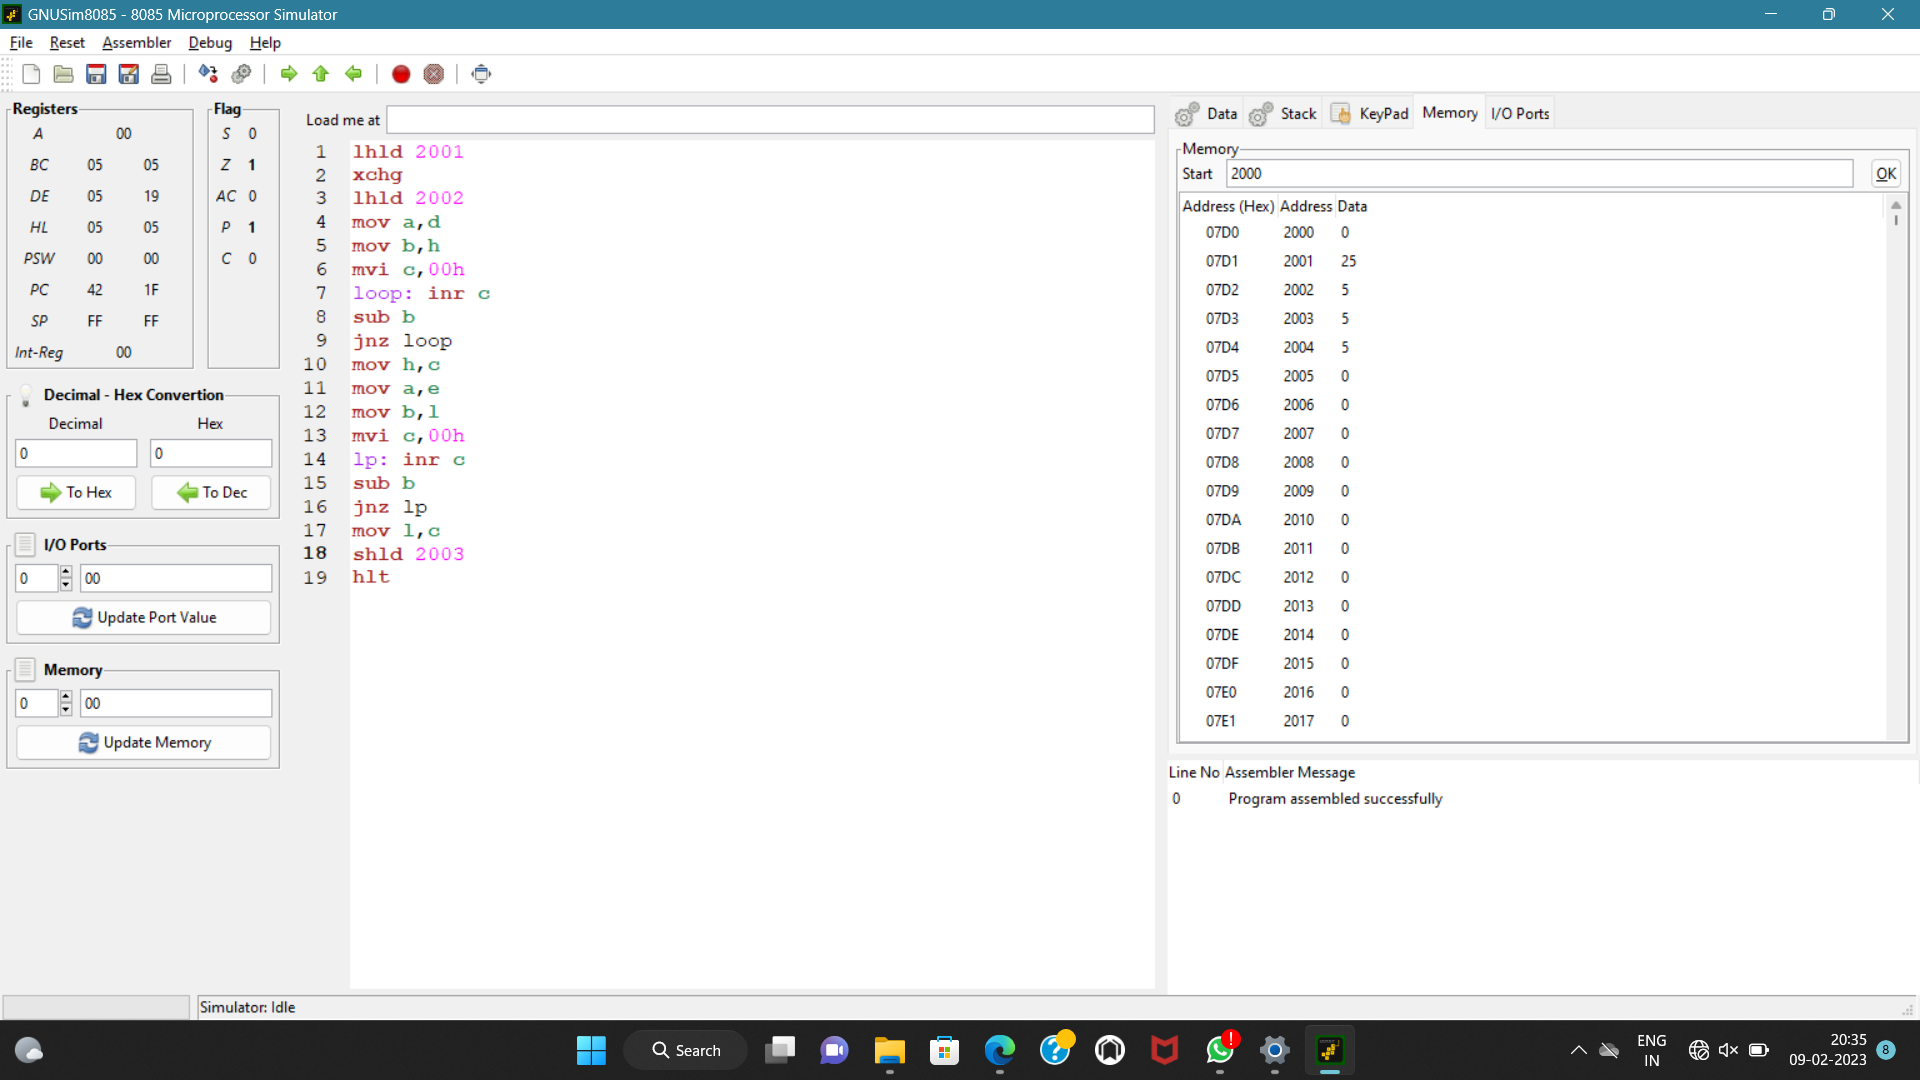 GNUSim8085 - 8085 Microprocessor Simulator
File Reset Assembler Debug Help
Registers
A 00
BC 05 05
DE 05 19
HL 05 05
PSW 00 00
PC 42 1F
SP FF FF
Int-Reg 00
Flag
S 0
Z 1
AC 0
P 1
C 0
Decimal - Hex Convertion
Decimal Hex
0 0
To Hex To Dec
I/O Ports
0 00
Update Port Value
Memory
0 00
Update Memory
Load me at
1 lhld 2001
2 xchg
3 lhld 2002
4 mov a,d
5 mov b,h
6 mvi c,00h
7 loop: inr c
8 sub b
9 jnz loop
10 mov h,c
11 mov a,e
12 mov b,l
13 mvi c,00h
14 lp: inr c
15 sub b
16 jnz lp
17 mov l,c
18 shld 2003
19 hlt
Data Stack KeyPad Memory I/O Ports
Memory
Start 2000 OK
Address (Hex) Address Data
07D0 2000 0
07D1 2001 25
07D2 2002 5
07D3 2003 5
07D4 2004 5
07D5 2005 0
07D6 2006 0
07D7 2007 0
07D8 2008 0
07D9 2009 0
07DA 2010 0
07DB 2011 0
07DC 2012 0
07DD 2013 0
07DE 2014 0
07DF 2015 0
07E0 2016 0
07E1 2017 0
Line No Assembler Message
0 Program assembled successfully
Simulator: Idle
Search
ENG
IN
20:35
09-02-2023
8